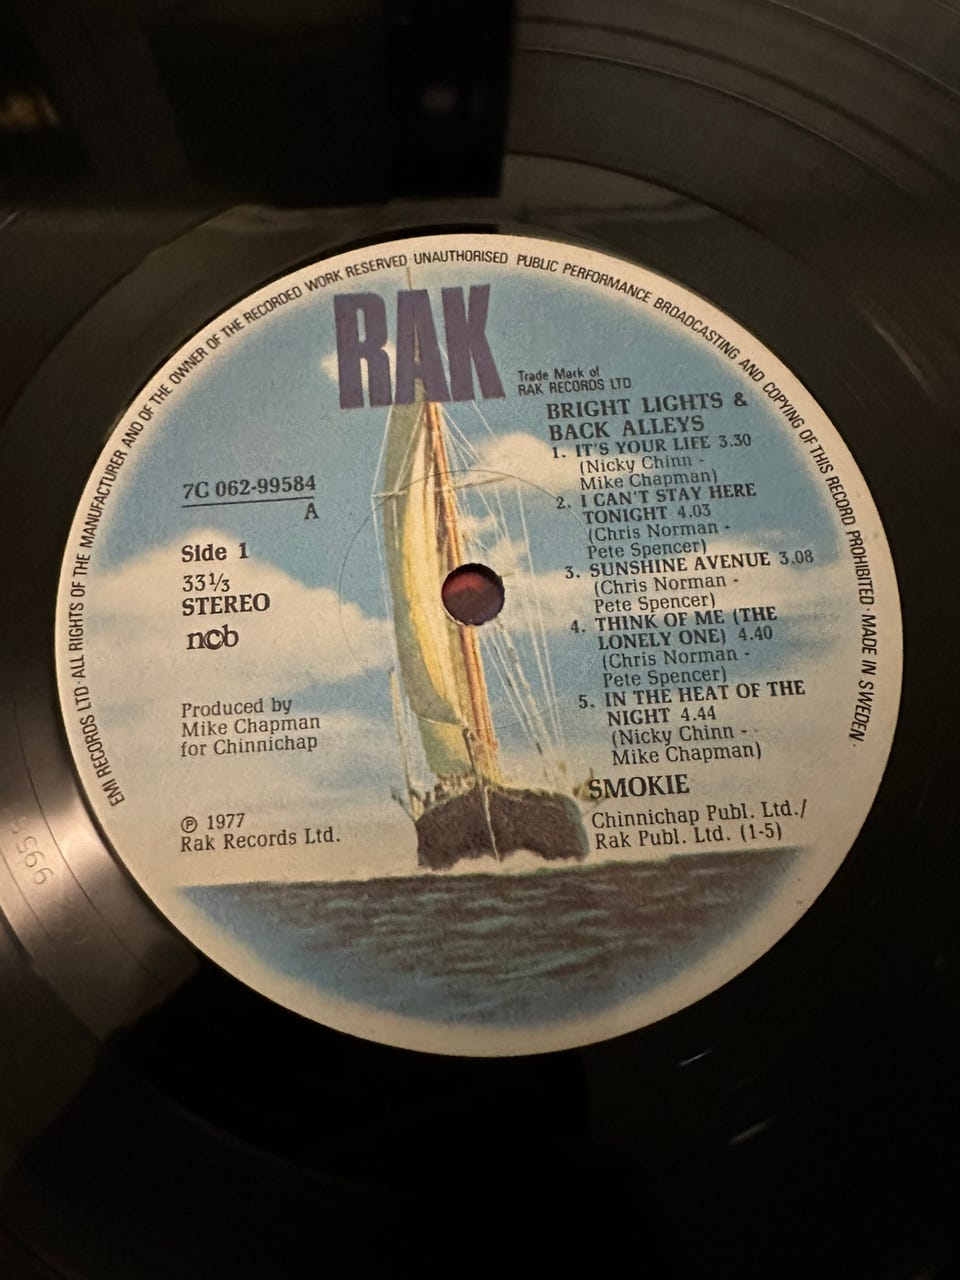 EMI RECORDS LTD · ALL RIGHTS OF THE MANUFACTURER AND OF THE OWNER OF THE RECORDED WORK RESERVED · UNAUTHORISED PUBLIC PERFORMANCE BROADCASTING AND COPYING OF THIS RECORD PROHIBITED · MADE IN SWEDEN ·
RAK
Trade Mark of
RAK RECORDS LTD
BRIGHT LIGHTS &
BACK ALLEYS
1. IT'S YOUR LIFE 3.30
(Nicky Chinn -
Mike Chapman)
2. I CAN'T STAY HERE
TONIGHT 4.03
(Chris Norman -
Pete Spencer)
3. SUNSHINE AVENUE 3.08
(Chris Norman -
Pete Spencer)
4. THINK OF ME (THE
LONELY ONE) 4.40
(Chris Norman -
Pete Spencer)
5. IN THE HEAT OF THE
NIGHT 4.44
(Nicky Chinn -
Mike Chapman)
SMOKIE
Chinnichap Publ. Ltd./
Rak Publ. Ltd. (1-5)
7C 062-99584
A
Side 1
33 1/3
STEREO
ncb
Produced by
Mike Chapman
for Chinnichap
℗ 1977
Rak Records Ltd.